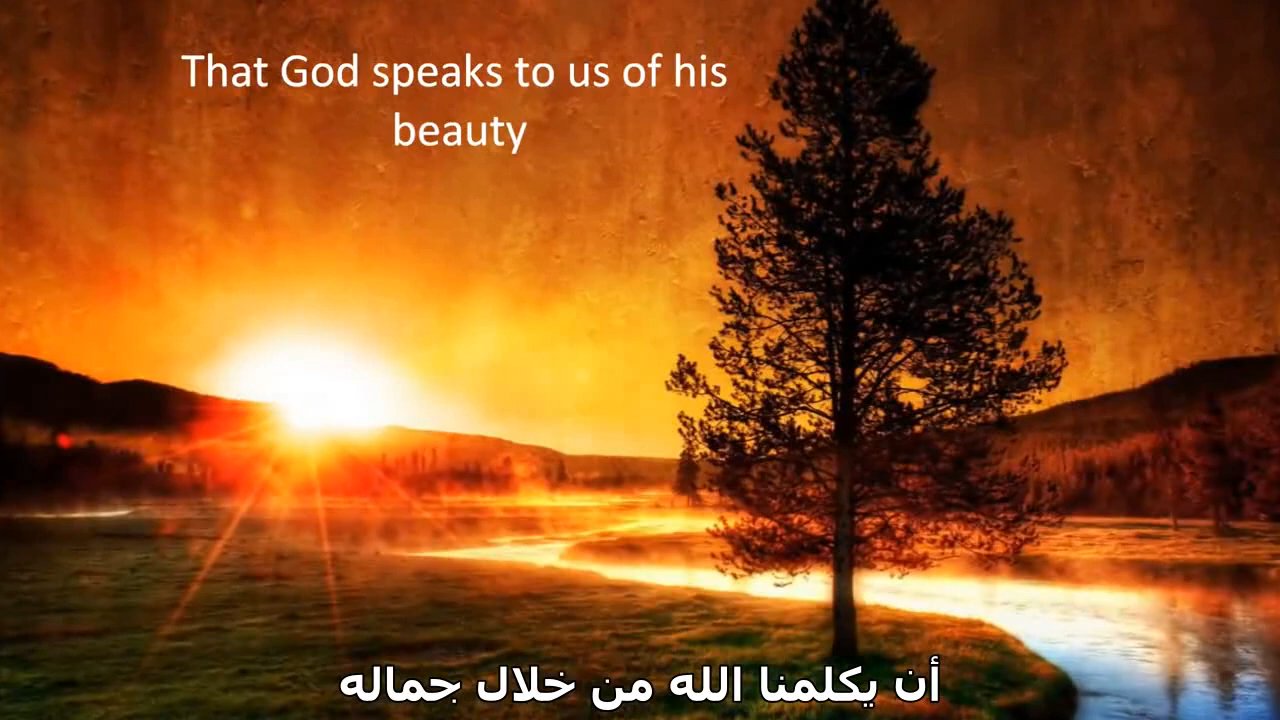 That God speaks to us of his
beauty
أن يكلمنا الله من خلال جماله